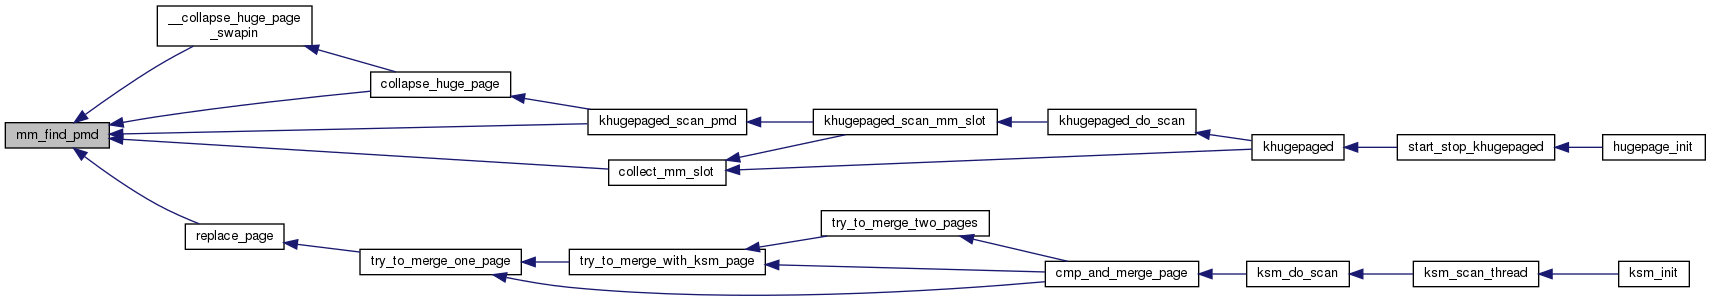 __collapse_huge_page
_swapin
collapse_huge_page
mm_find_pmd
khugepaged_scan_pmd
khugepaged_scan_mm_slot
khugepaged_do_scan
collect_mm_slot
khugepaged
start_stop_khugepaged
hugepage_init
replace_page
try_to_merge_one_page
try_to_merge_with_ksm_page
try_to_merge_two_pages
cmp_and_merge_page
ksm_do_scan
ksm_scan_thread
ksm_init